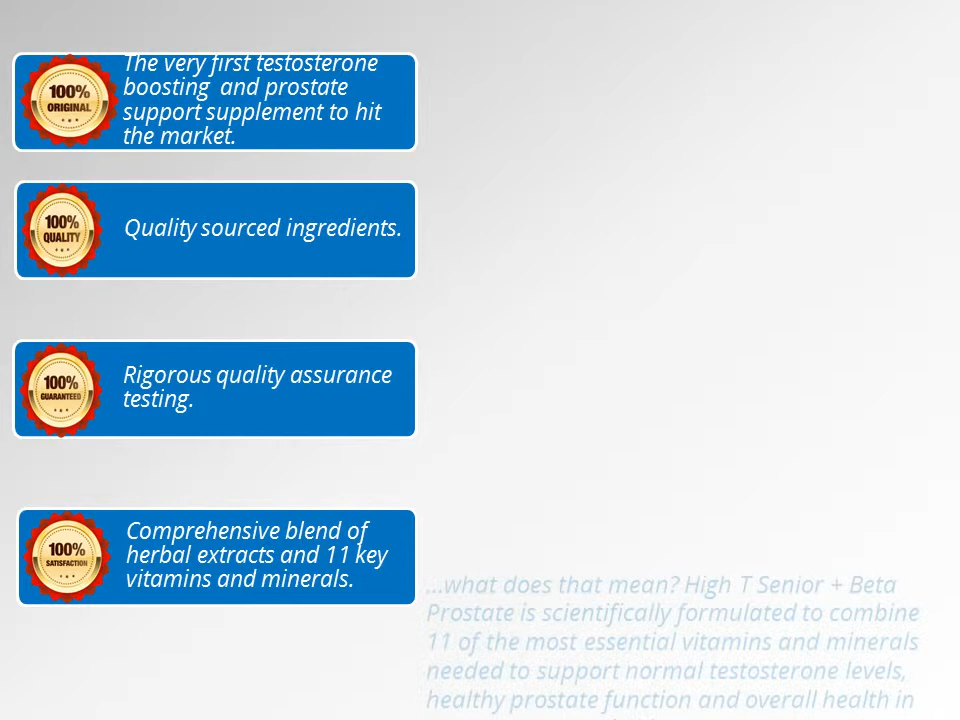 100%
ORIGINAL
The very first testosterone
boosting  and prostate
support supplement to hit
the market.
100%
QUALITY
Quality sourced ingredients.
100%
GUARANTEED
Rigorous quality assurance
testing.
100%
SATISFACTION
Comprehensive blend of
herbal extracts and 11 key
vitamins and minerals.
...what does that mean? High T Senior + Beta
Prostate is scientifically formulated to combine
11 of the most essential vitamins and minerals
needed to support normal testosterone levels,
healthy prostate function and overall health in